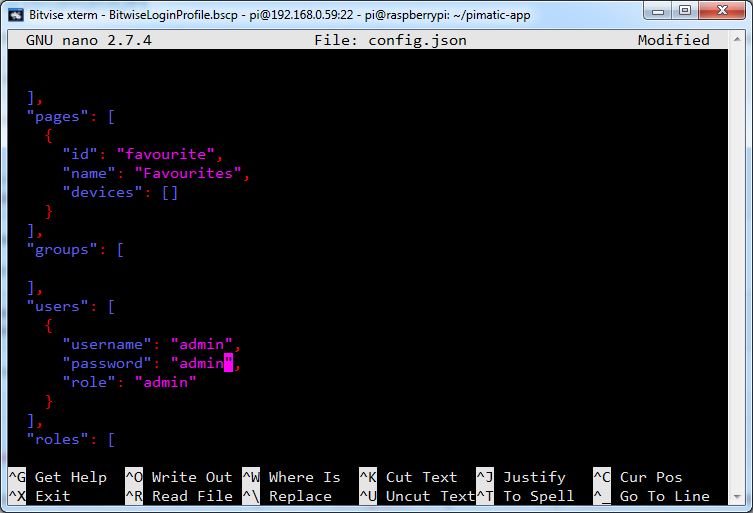 Bitvise xterm - BitwiseLoginProfile.bscp - pi@192.168.0.59:22 - pi@raspberrypi: ~/pimatic-app
GNU nano 2.7.4 File: config.json Modified
],
"pages": [
{
"id": "favourite",
"name": "Favourites",
"devices": []
}
],
"groups": [
],
"users": [
{
"username": "admin",
"password": "admin",
"role": "admin"
}
],
"roles": [
^G Get Help ^O Write Out ^W Where Is ^K Cut Text ^J Justify ^C Cur Pos
^X Exit ^R Read File ^\ Replace ^U Uncut Text ^T To Spell ^_ Go To Line